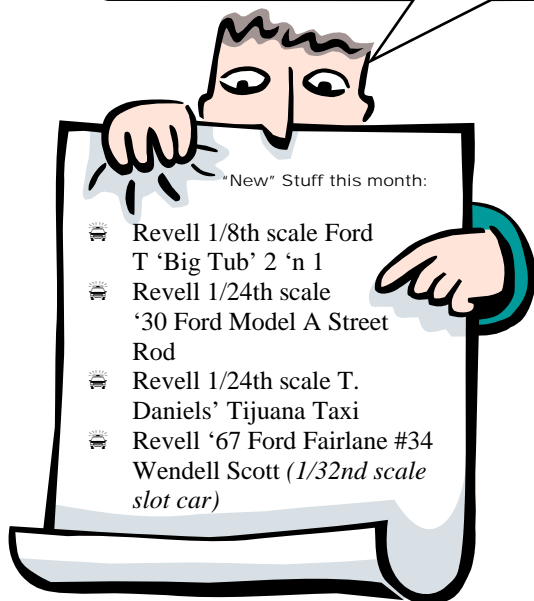 "New" Stuff this month:
Revell 1/8th scale Ford
T ‘Big Tub’ 2 ‘n 1
Revell 1/24th scale
‘30 Ford Model A Street
Rod
Revell 1/24th scale T.
Daniels’ Tijuana Taxi
Revell ‘67 Ford Fairlane #34
Wendell Scott (1/32nd scale
slot car)